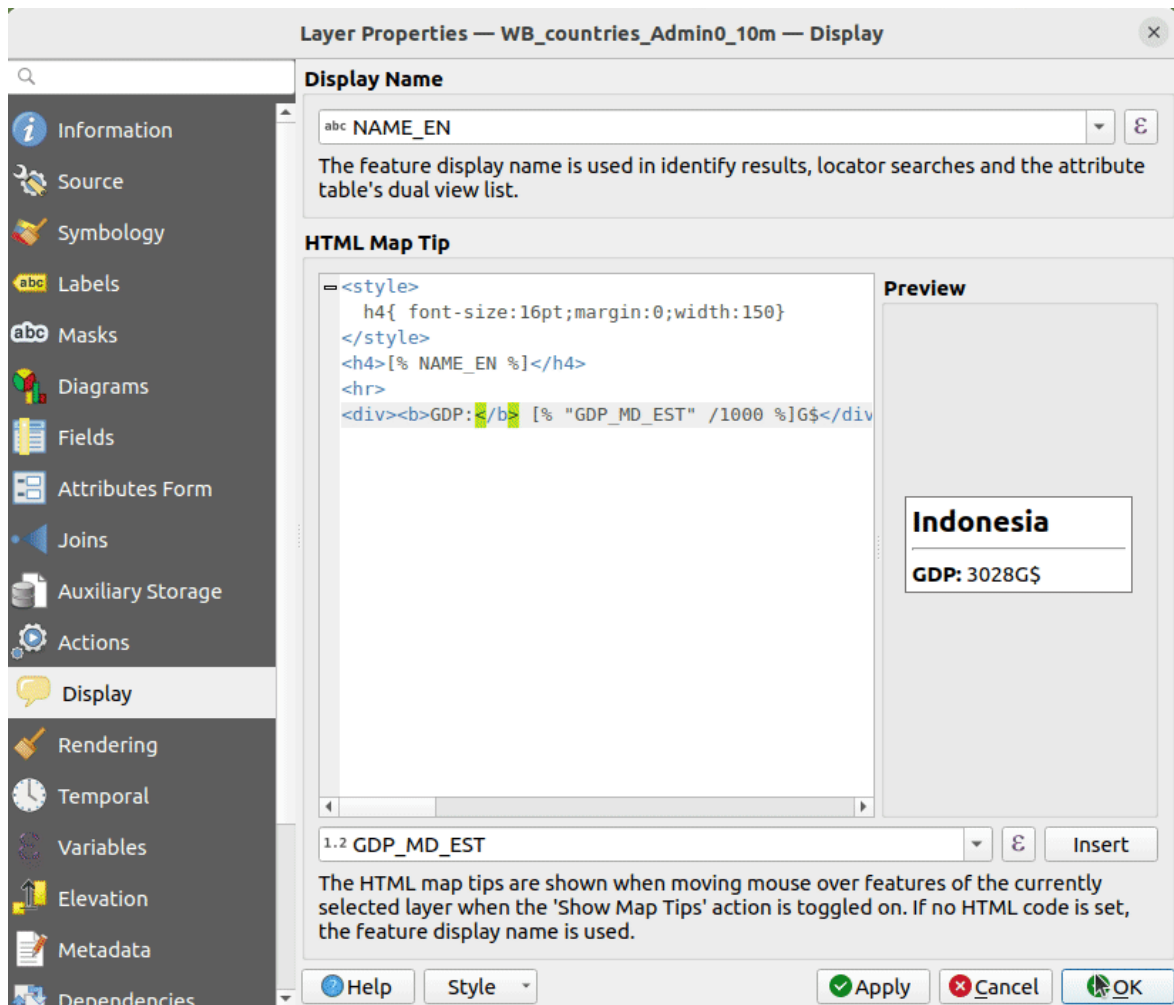 Layer Properties — WB_countries_Admin0_10m — Display
Information
Source
Symbology
abc Labels
abc Masks
Diagrams
Fields
Attributes Form
Joins
Auxiliary Storage
Actions
Display
Rendering
Temporal
Variables
Elevation
Metadata
Dependencies
Display Name
abc NAME_EN
ε
The feature display name is used in identify results, locator searches and the attribute
table's dual view list.
HTML Map Tip
<style>
h4{ font-size:16pt;margin:0;width:150}
</style>
<h4>[% NAME_EN %]</h4>
<hr>
<div><b>GDP:</b> [% "GDP_MD_EST" /1000 %]G$</div
Preview
Indonesia
GDP: 3028G$
1.2 GDP_MD_EST
ε
Insert
The HTML map tips are shown when moving mouse over features of the currently
selected layer when the 'Show Map Tips' action is toggled on. If no HTML code is set,
the feature display name is used.
Help
Style
Apply
Cancel
OK